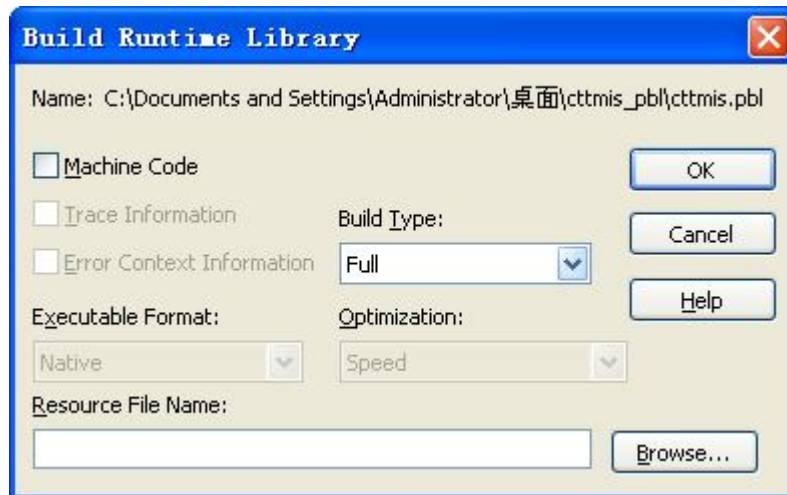 Build Runtime Library
Name: C:\Documents and Settings\Administrator\桌面\cttmis_pbl\cttmis.pbl
Machine Code
OK
Trace Information
Build Type:
Cancel
Error Context Information
Full
Help
Executable Format:
Optimization:
Native
Speed
Resource File Name:
Browse...